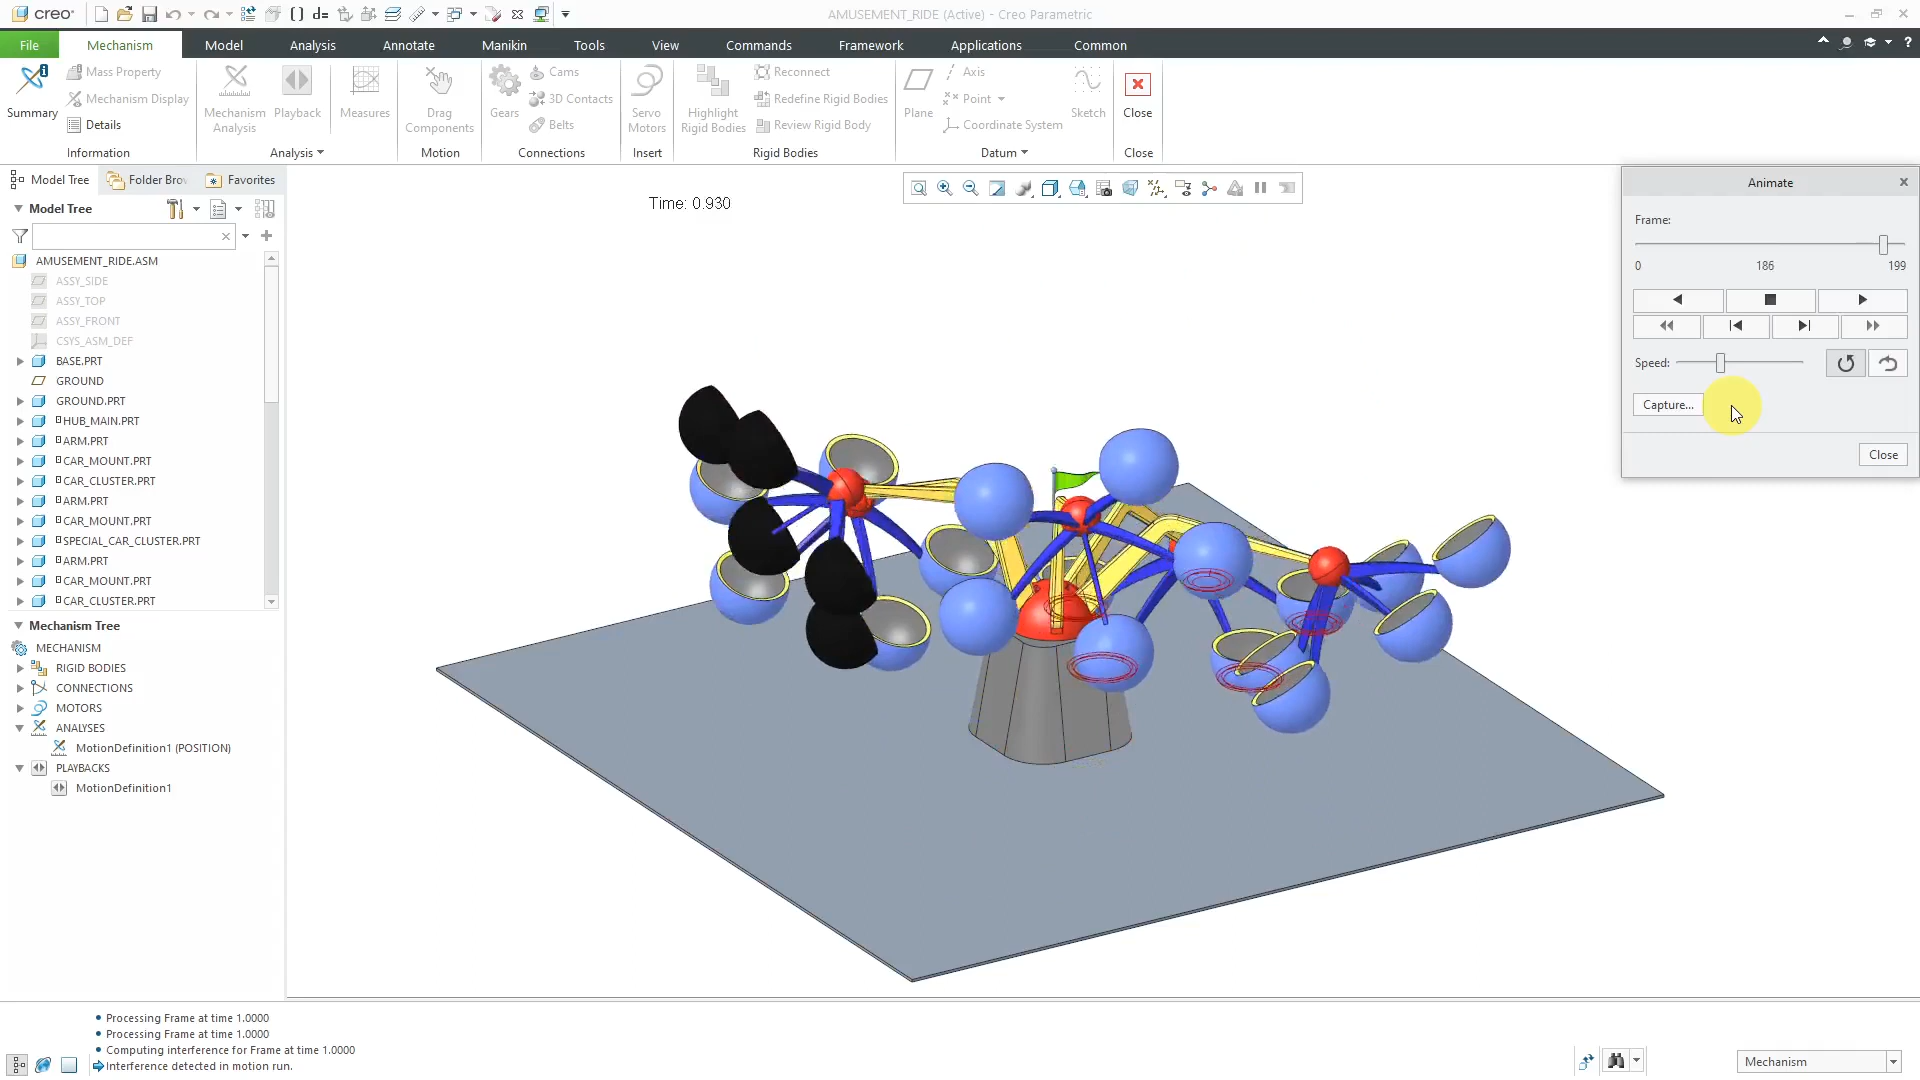 creo AMUSEMENT_RIDE (Active) - Creo Parametric
File Mechanism Model Analysis Annotate Manikin Tools View Commands Framework Applications Common
Summary Mass Property Mechanism Display Details
Mechanism Analysis Playback Measures
Drag Components
Gears Cams 3D Contacts Belts
Servo Motors
Highlight Rigid Bodies Reconnect Redefine Rigid Bodies Review Rigid Body
Plane Axis Point Coordinate System Sketch
Close
Information Analysis Motion Connections Insert Rigid Bodies Datum Close
Model Tree Folder Brov Favorites
Model Tree
AMUSEMENT_RIDE.ASM
ASSY_SIDE
ASSY_TOP
ASSY_FRONT
CSYS_ASM_DEF
BASE.PRT
GROUND
GROUND.PRT
HUB_MAIN.PRT
ARM.PRT
CAR_MOUNT.PRT
CAR_CLUSTER.PRT
ARM.PRT
CAR_MOUNT.PRT
SPECIAL_CAR_CLUSTER.PRT
ARM.PRT
CAR_MOUNT.PRT
CAR_CLUSTER.PRT
Mechanism Tree
MECHANISM
RIGID BODIES
CONNECTIONS
MOTORS
ANALYSES
MotionDefinition1 (POSITION)
PLAYBACKS
MotionDefinition1
Time: 0.930
Animate
Frame:
0 186 199
Speed:
Capture...
Close
Processing Frame at time 1.0000
Processing Frame at time 1.0000
Computing interference for Frame at time 1.0000
Interference detected in motion run.
Mechanism